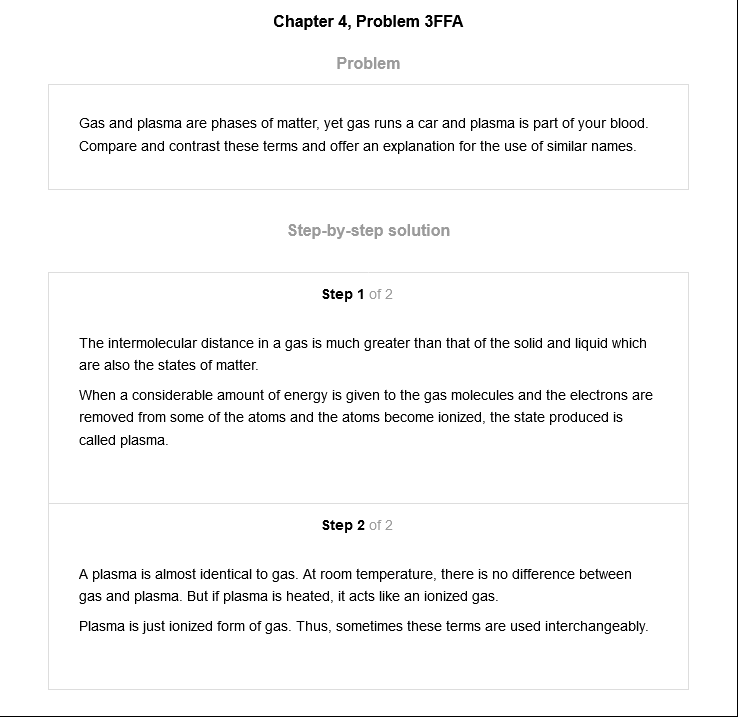 Chapter 4, Problem 3FFA
Problem
Gas and plasma are phases of matter, yet gas runs a car and plasma is part of your blood.
Compare and contrast these terms and offer an explanation for the use of similar names.
Step-by-step solution
Step 1 of 2
The intermolecular distance in a gas is much greater than that of the solid and liquid which
are also the states of matter.
When a considerable amount of energy is given to the gas molecules and the electrons are
removed from some of the atoms and the atoms become ionized, the state produced is
called plasma.
Step 2 of 2
A plasma is almost identical to gas. At room temperature, there is no difference between
gas and plasma. But if plasma is heated, it acts like an ionized gas.
Plasma is just ionized form of gas. Thus, sometimes these terms are used interchangeably.